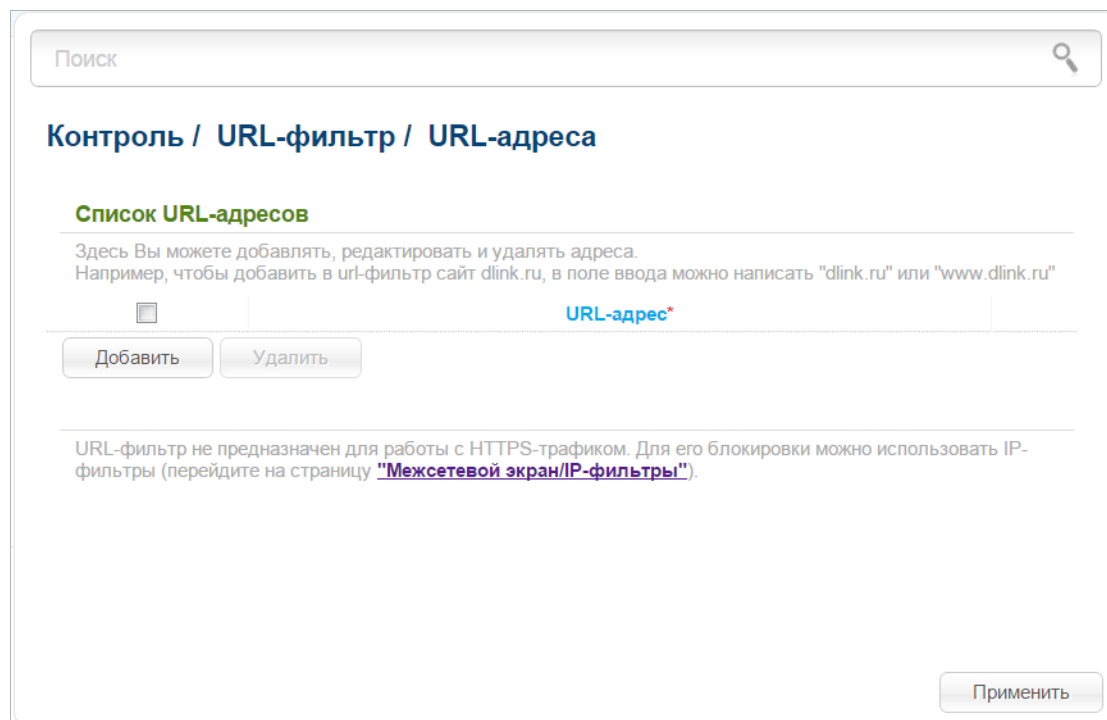 Поиск
Контроль / URL-фильтр / URL-адреса
Список URL-адресов
Здесь Вы можете добавлять, редактировать и удалять адреса.
Например, чтобы добавить в url-фильтр сайт dlink.ru, в поле ввода можно написать "dlink.ru" или "www.dlink.ru"
URL-адрес*
Добавить Удалить
URL-фильтр не предназначен для работы с HTTPS-трафиком. Для его блокировки можно использовать IP-
фильтры (перейдите на страницу "Межсетевой экран/IP-фильтры").
Применить